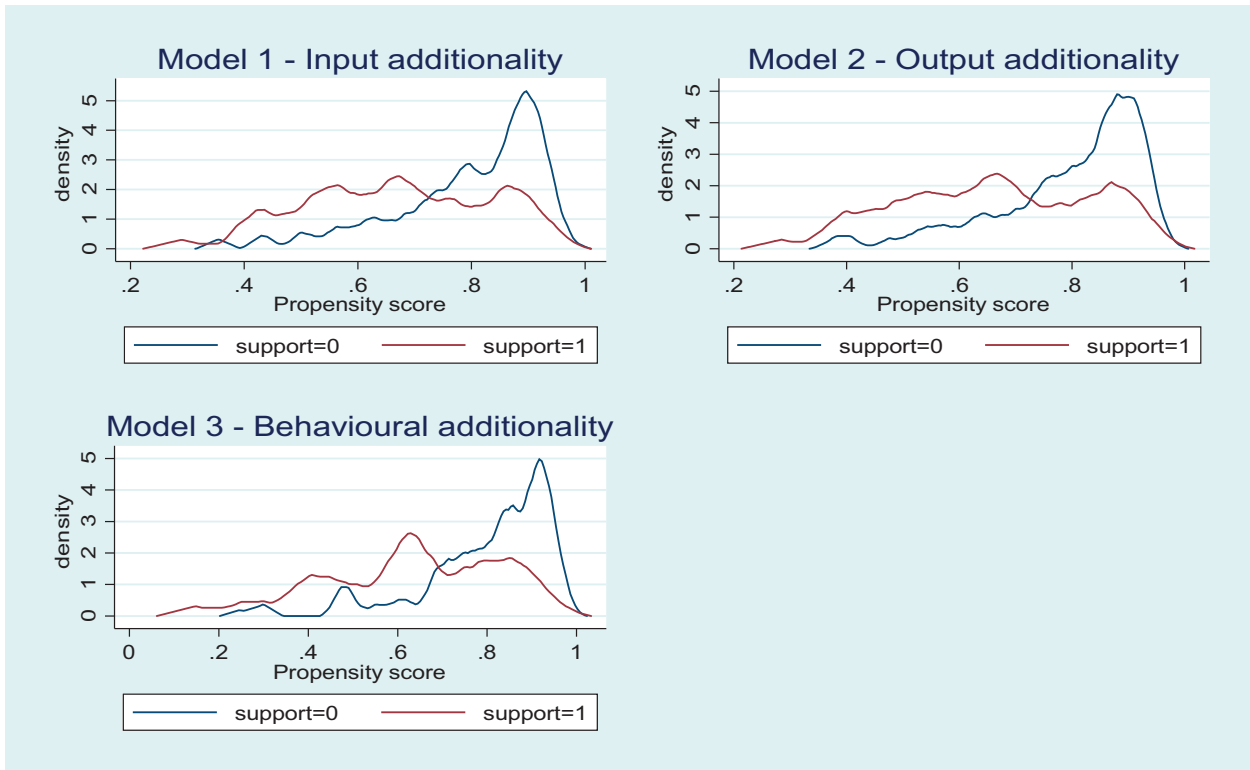 Model 1 - Input additionality
density
0 1 2 3 4 5
.2 .4 .6 .8 1
Propensity score
support=0 support=1
Model 2 - Output additionality
density
0 1 2 3 4 5
.2 .4 .6 .8 1
Propensity score
support=0 support=1
Model 3 - Behavioural additionality
density
0 1 2 3 4 5
0 .2 .4 .6 .8 1
Propensity score
support=0 support=1